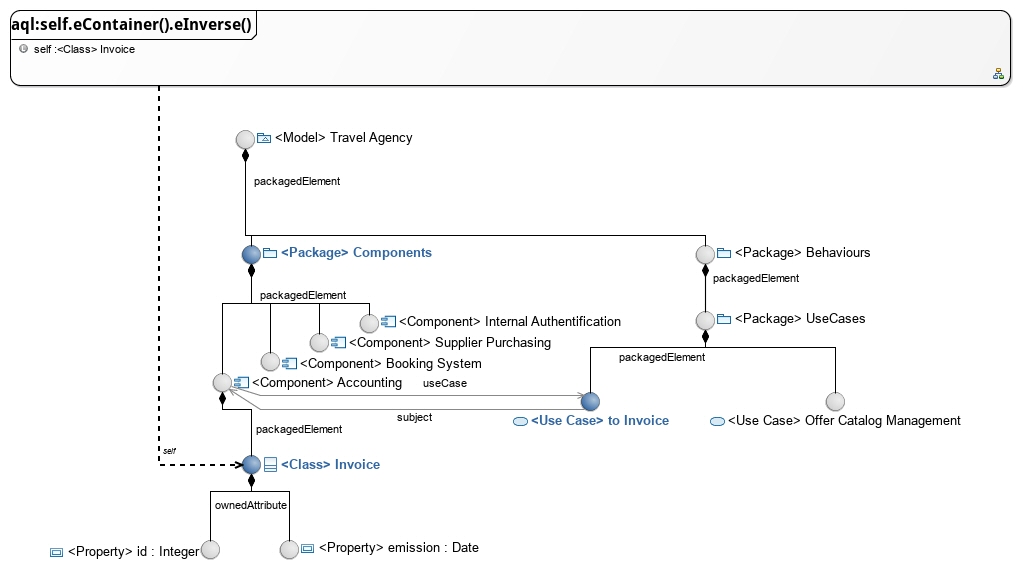 aql:self.eContainer().eInverse()
self :<Class> Invoice
<Model> Travel Agency
packagedElement
<Package> Components
<Package> Behaviours
packagedElement
packagedElement
<Component> Internal Authentification
<Package> UseCases
<Component> Supplier Purchasing
packagedElement
<Component> Booking System
<Component> Accounting
useCase
subject
<Use Case> to Invoice
<Use Case> Offer Catalog Management
packagedElement
self
<Class> Invoice
ownedAttribute
<Property> id : Integer
<Property> emission : Date